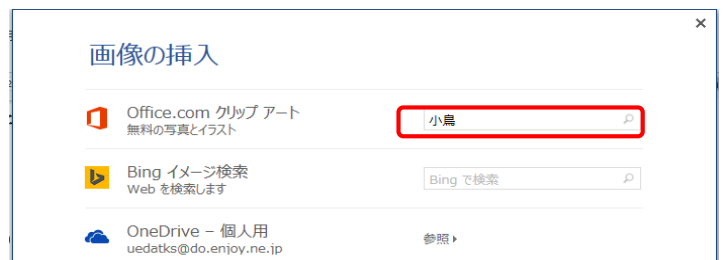 画像の挿入
Office.com クリップ アート
無料の写真とイラスト
小鳥
Bing イメージ検索
Web を検索します
Bing で検索
OneDrive – 個人用
uedatks@do.enjoy.ne.jp
参照